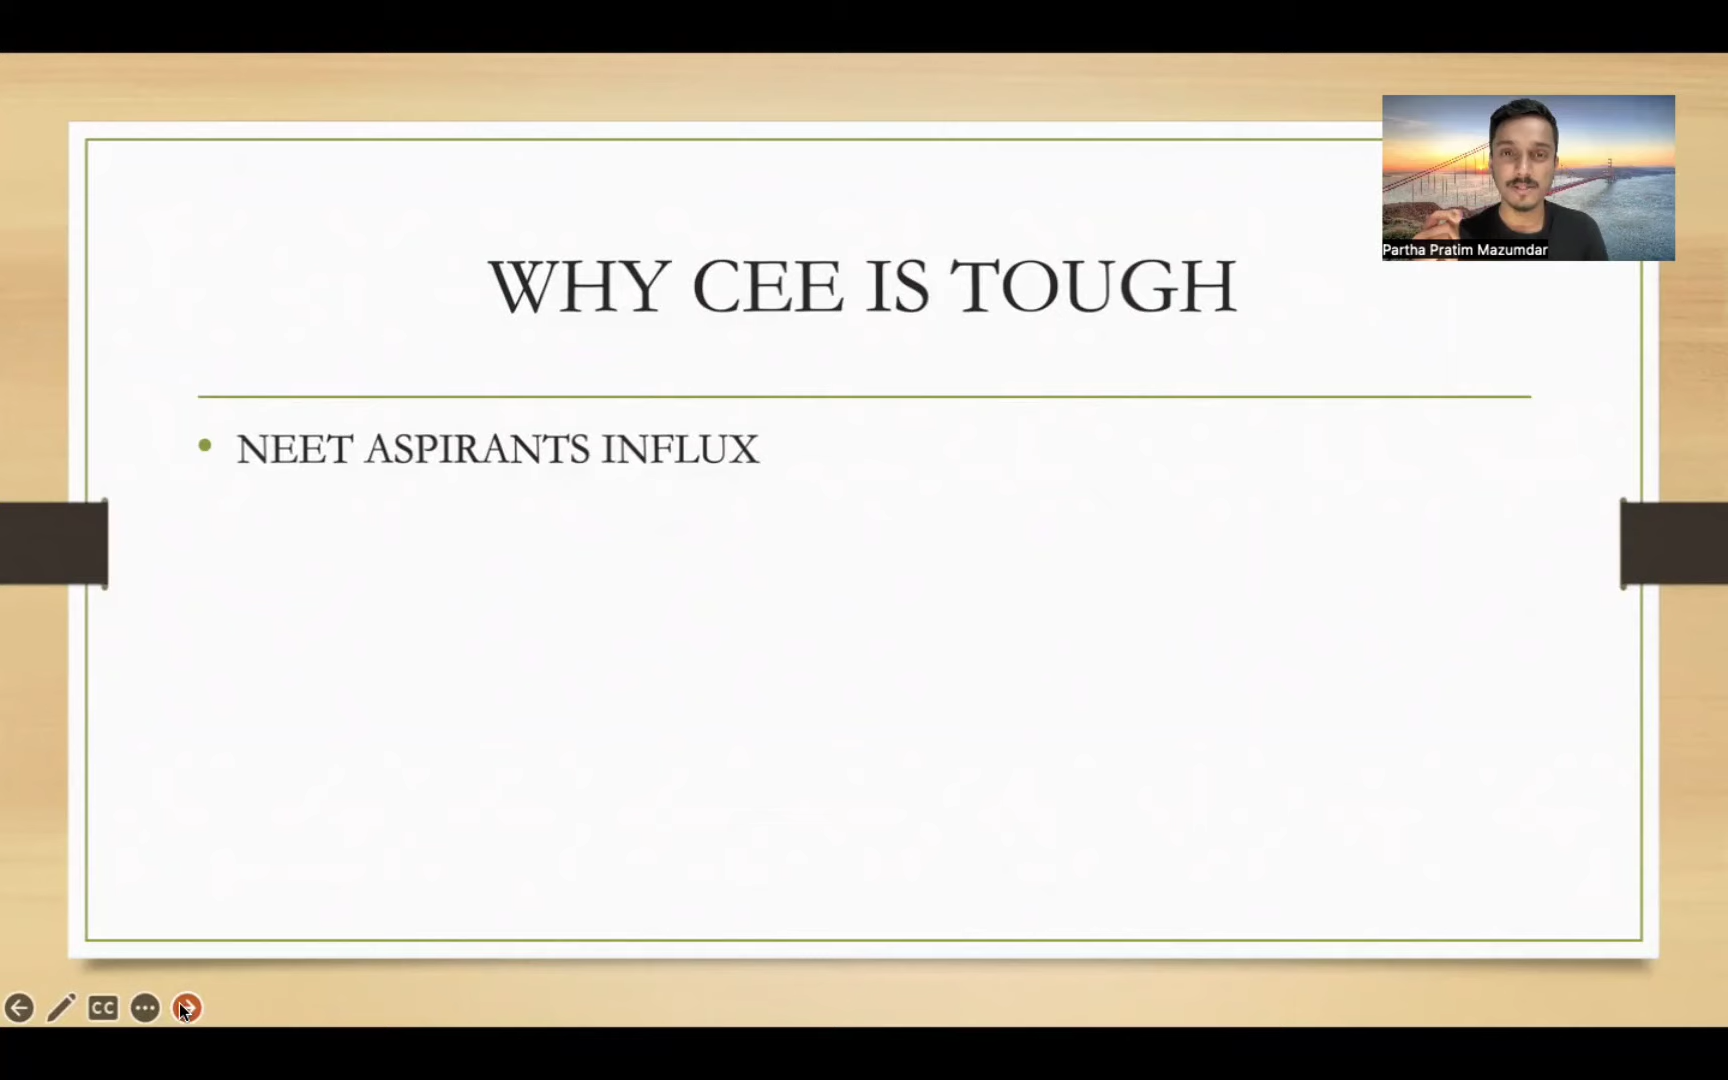 WHY CEE IS TOUGH
Partha Pratim Mazumdar
• NEET ASPIRANTS INFLUX
CC